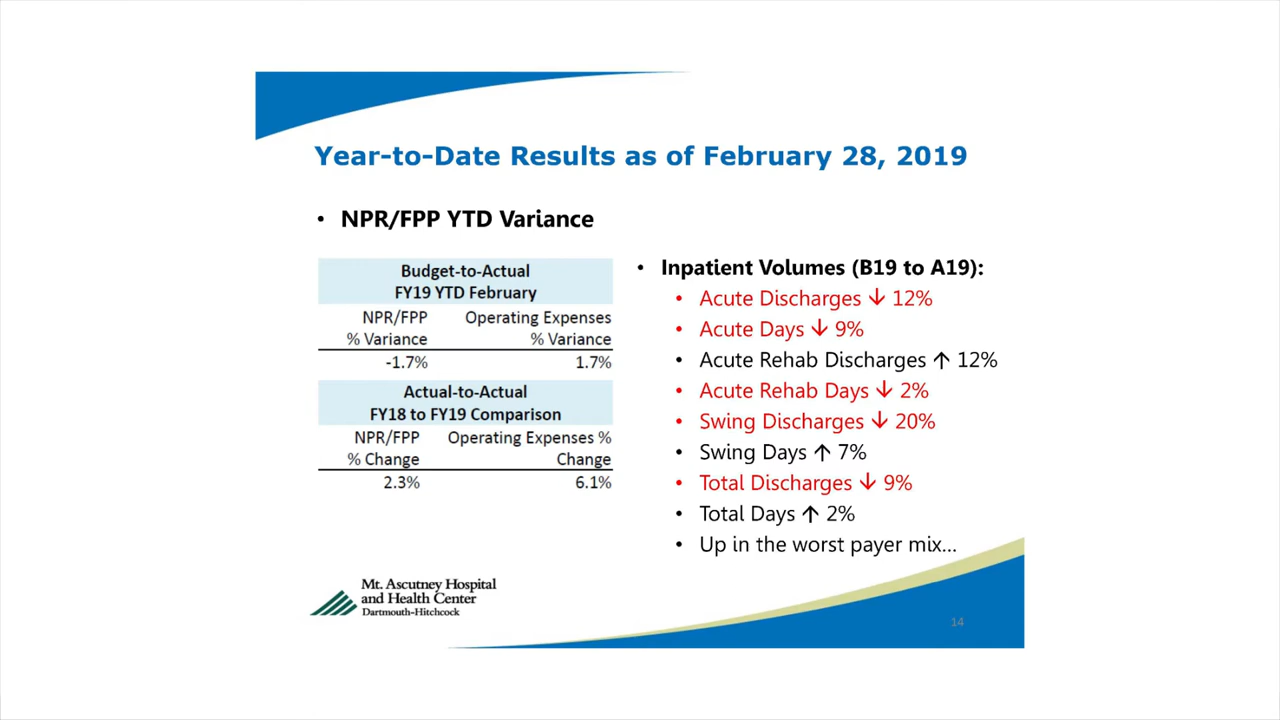 Year-to-Date Results as of February 28, 2019
• NPR/FPP YTD Variance
Budget-to-Actual
FY19 YTD February
NPR/FPP Operating Expenses
% Variance % Variance
-1.7% 1.7%
Actual-to-Actual
FY18 to FY19 Comparison
NPR/FPP Operating Expenses %
% Change Change
2.3% 6.1%
• Inpatient Volumes (B19 to A19):
• Acute Discharges ↓ 12%
• Acute Days ↓ 9%
• Acute Rehab Discharges ↑ 12%
• Acute Rehab Days ↓ 2%
• Swing Discharges ↓ 20%
• Swing Days ↑ 7%
• Total Discharges ↓ 9%
• Total Days ↑ 2%
• Up in the worst payer mix...
Mt. Ascutney Hospital
and Health Center
Dartmouth-Hitchcock
14